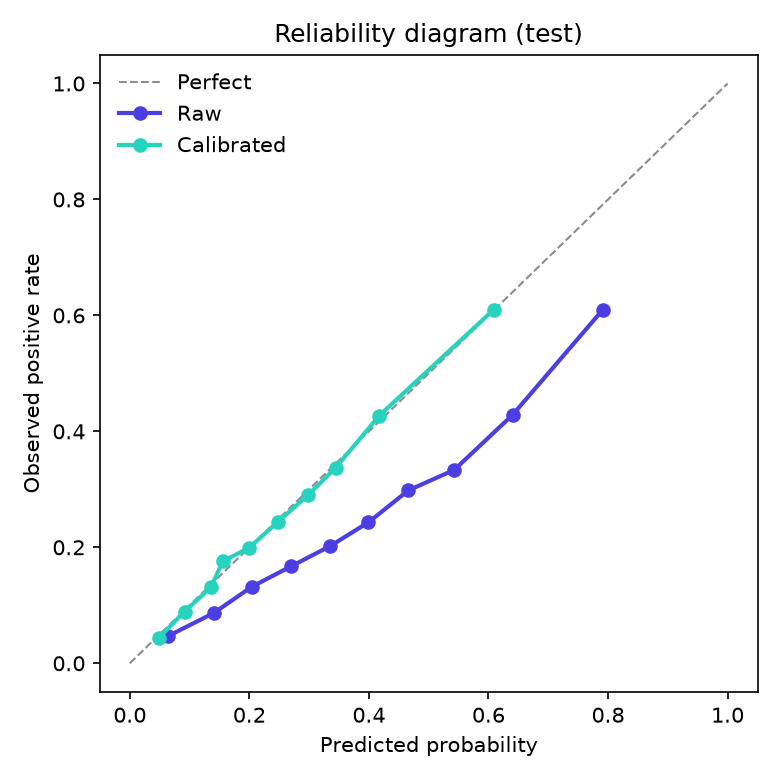 Reliability diagram (test)
Perfect
Raw
Calibrated
Observed positive rate
1.0
0.8
0.6
0.4
0.2
0.0
0.0 0.2 0.4 0.6 0.8 1.0
Predicted probability